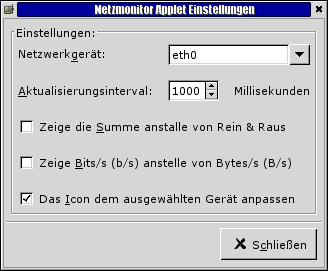 Netzmonitor Applet Einstellungen
Einstellungen:
Netzwerkgerät: eth0
Aktualisierungsinterval: 1000 Millisekunden
Zeige die Summe anstalle von Rein & Raus
Zeige Bits/s (b/s) anstelle von Bytes/s (B/s)
Das Icon dem ausgewählten Gerät anpassen
Schließen